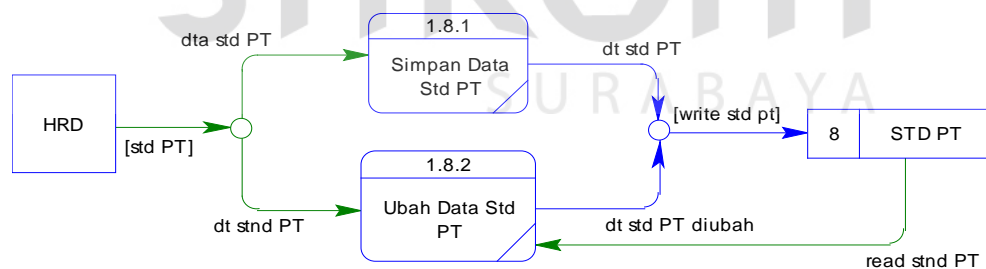 1.8.1
dta std PT
dt std PT
Simpan Data
Std PT
SURABAYA
HRD
[std PT]
[write std pt]
8
STD PT
1.8.2
dt stnd PT
Ubah Data Std
PT
dt std PT diubah
read stnd PT